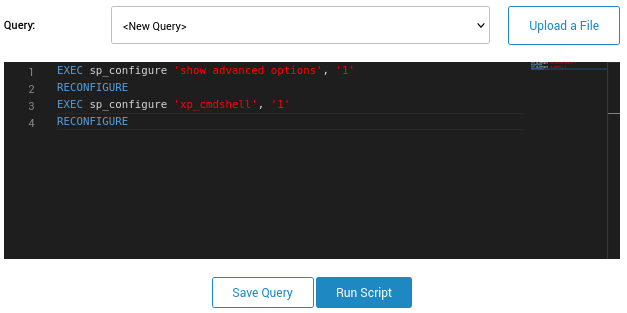 Query: <New Query> Upload a File
1 EXEC sp_configure 'show advanced options', '1'
2 RECONFIGURE
3 EXEC sp_configure 'xp_cmdshell', '1'
4 RECONFIGURE
Save Query Run Script